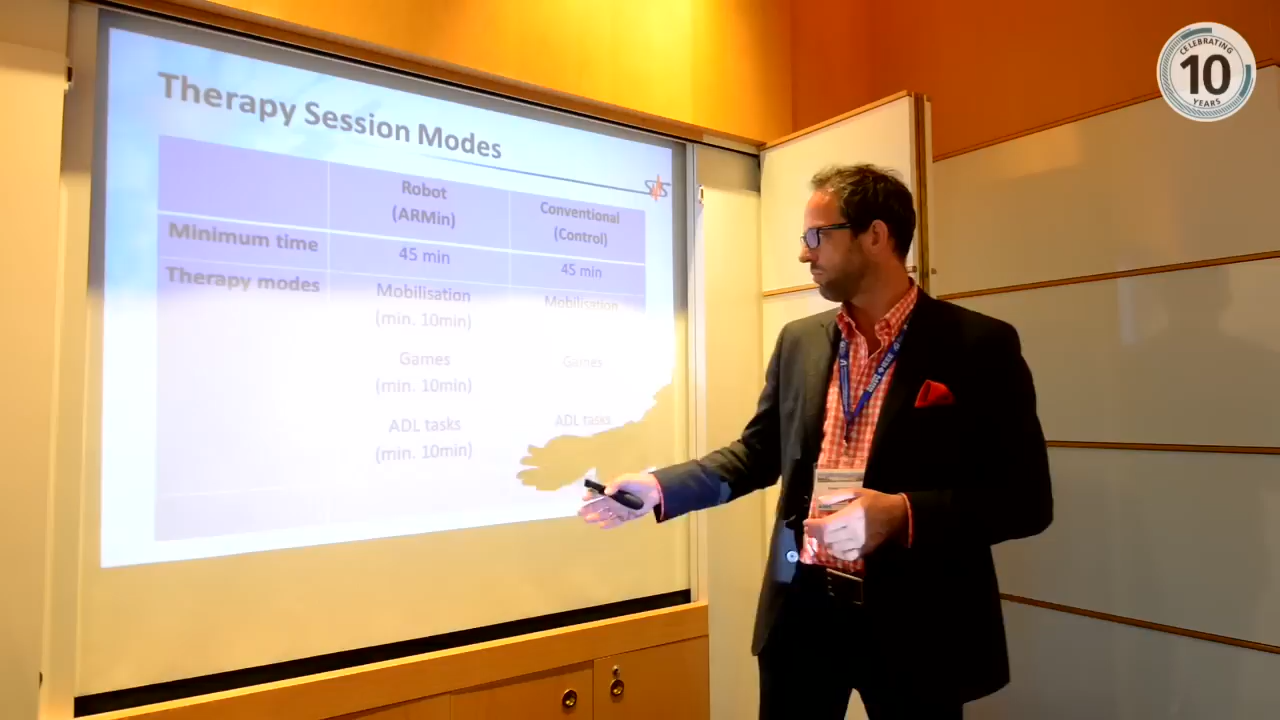 CELEBRATING
10
YEARS
Therapy Session Modes
Robot
(ARMin)
Conventional
(Control)
Minimum time
45 min
45 min
Therapy modes
Mobilisation
(min. 10min)
Mobilisation
Games
(min. 10min)
Games
ADL tasks
(min. 10min)
ADL tasks
IEEE